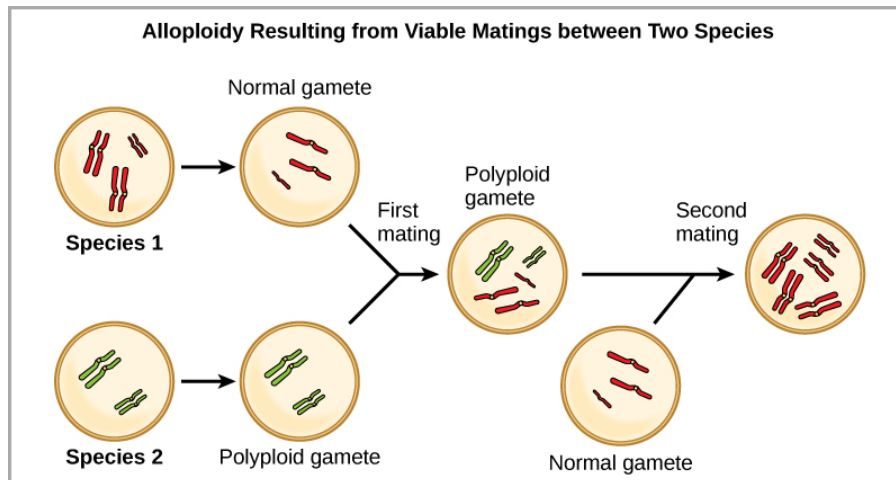 Alloploidy Resulting from Viable Matings between Two Species
Normal gamete
Species 1
First
mating
Polyploid
gamete
Second
mating
Species 2
Polyploid gamete
Normal gamete